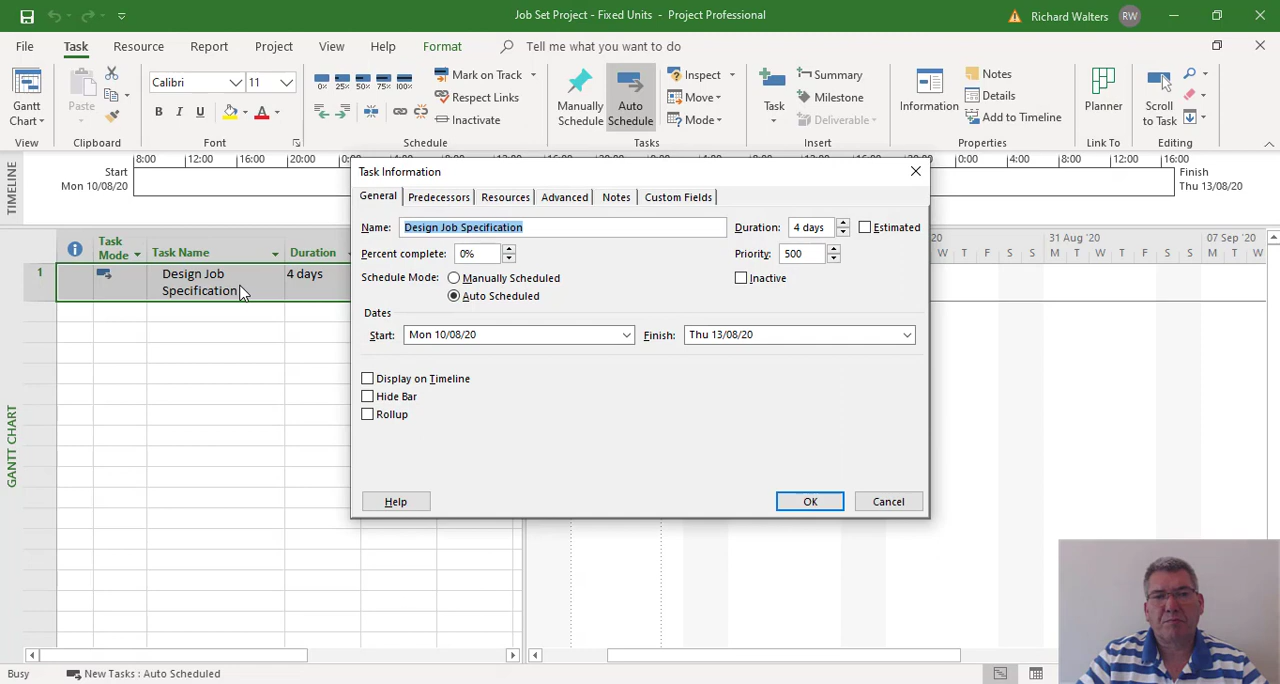 Job Set Project - Fixed Units - Project Professional
Richard Walters
RW
File
Task
Resource
Report
Project
View
Help
Format
Tell me what you want to do
Gantt
Chart
View
Paste
Clipboard
Calibri
11
B I U A
Font
0% 25% 50% 75% 100%
Mark on Track
Respect Links
Inactivate
Schedule
Manually
Schedule
Auto
Schedule
Inspect
Move
Mode
Tasks
Task
Summary
Milestone
Deliverable
Insert
Information
Notes
Details
Add to Timeline
Properties
Planner
Link To
Scroll
to Task
Editing
TIMELINE
Start
Mon 10/08/20
8:00 12:00 16:00 20:00
0:00 4:00 8:00 12:00 16:00
Finish
Thu 13/08/20
Task Information
General
Predecessors
Resources
Advanced
Notes
Custom Fields
Name: Design Job Specification
Duration: 4 days
Estimated
Percent complete: 0%
Priority: 500
Schedule Mode: Manually Scheduled
Inactive
Auto Scheduled
Dates
Start: Mon 10/08/20
Finish: Thu 13/08/20
Display on Timeline
Hide Bar
Rollup
Help
OK
Cancel
GANTT CHART
Task
Mode
Task Name
Duration
1
Design Job
Specification
4 days
20
31 Aug '20
07 Sep '20
W T F S S M T W T F S S M T W
Busy
New Tasks : Auto Scheduled